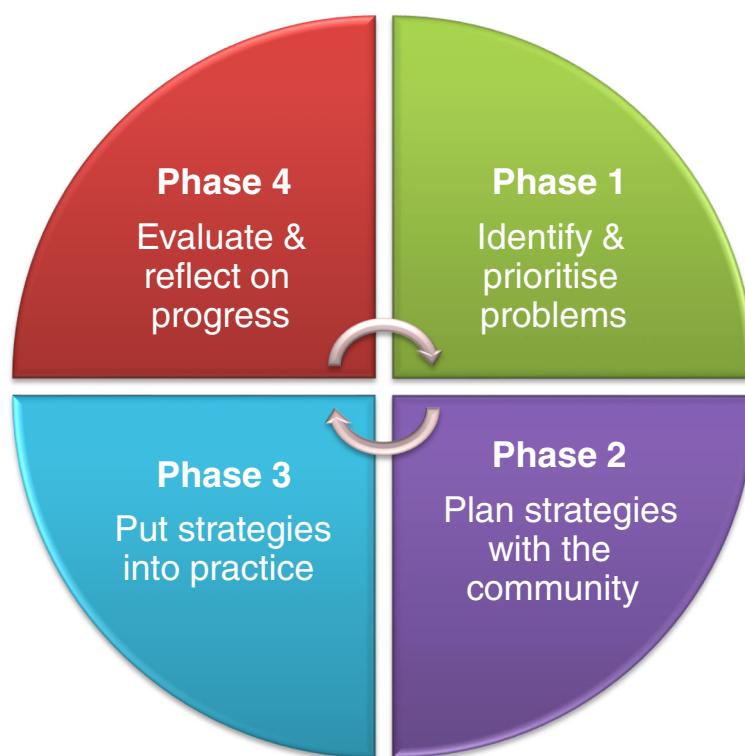 Phase 4
Evaluate &
reflect on
progress
Phase 1
Identify &
prioritise
problems
Phase 3
Put strategies
into practice
Phase 2
Plan strategies
with the
community